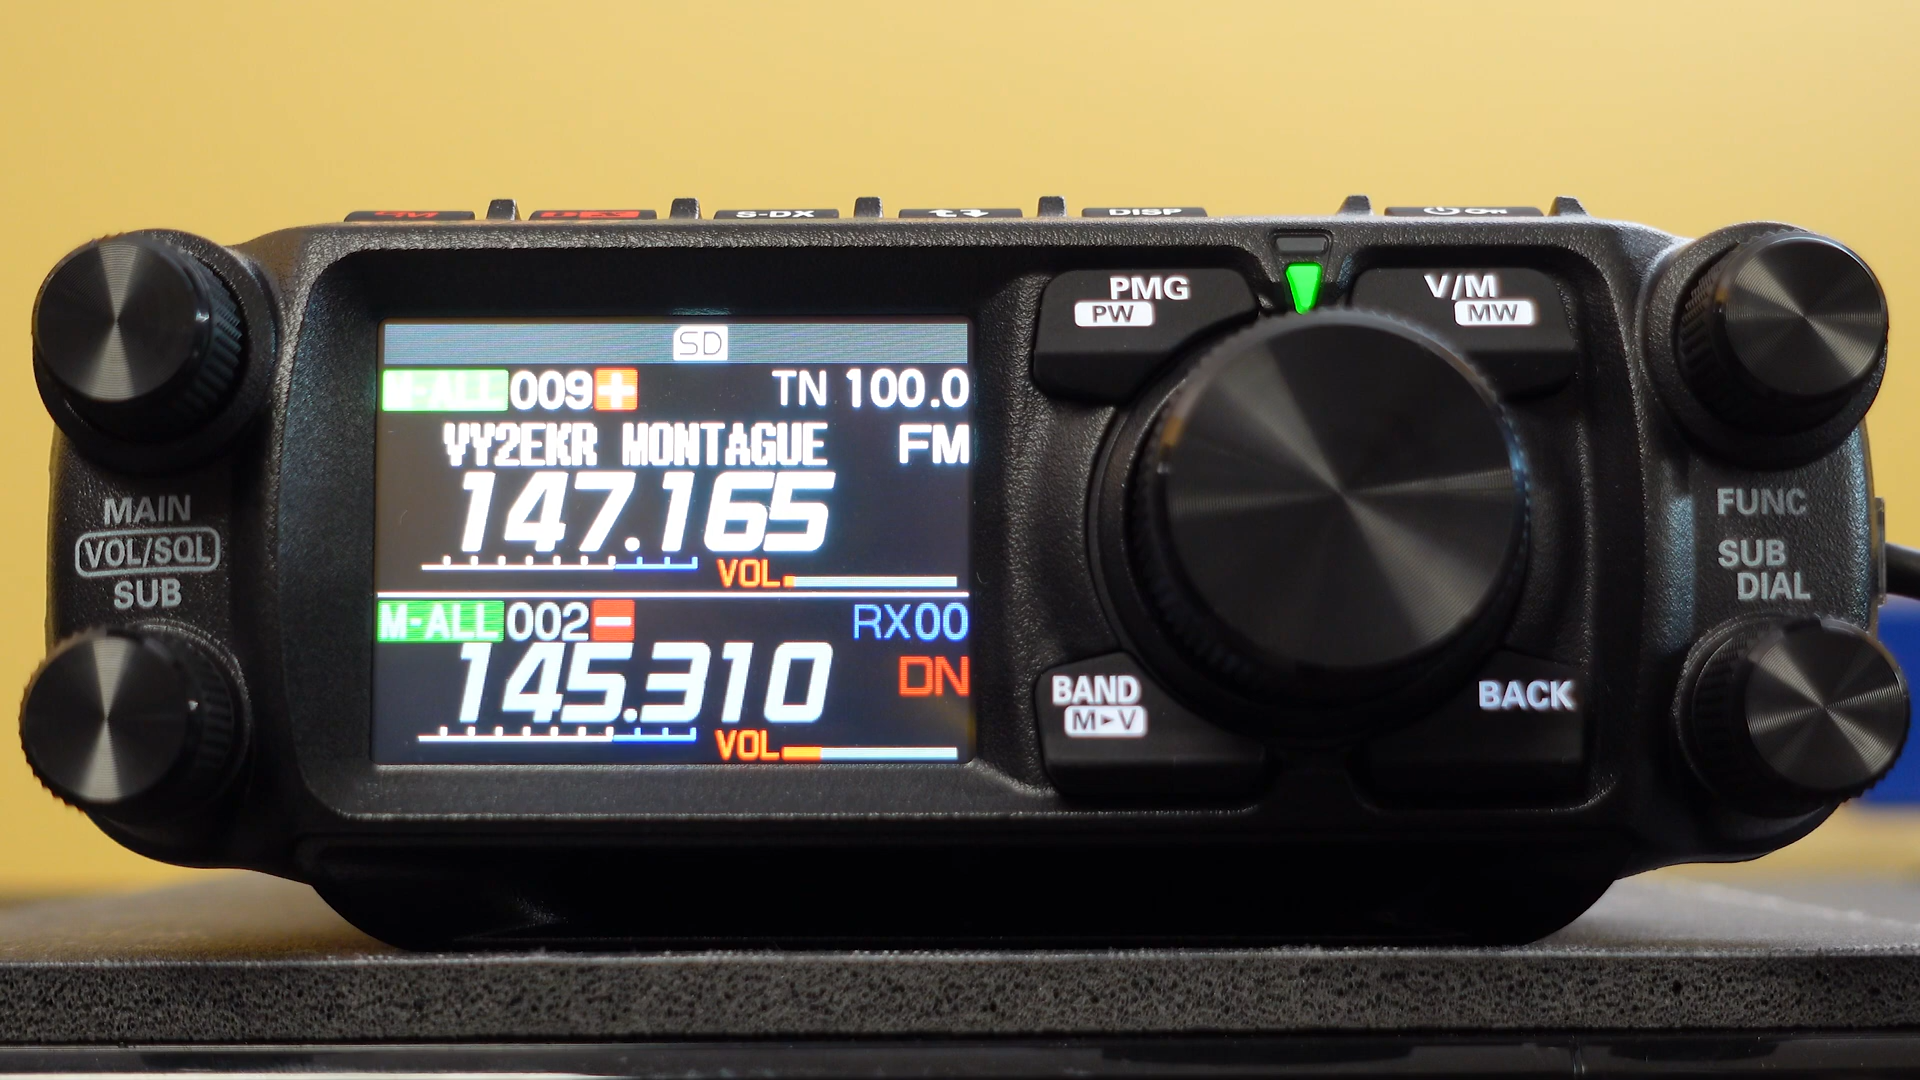 S-DX
DISP
SD
M-ALL 009 + TN 100.0
VY2EKR MONTAGUE FM
147.165
VOL
M-ALL 002 − RX00
145.310 DN
VOL
PMG
PW
V/M
MW
BAND
M▶V
BACK
MAIN
VOL/SQL
SUB
FUNC
SUB
DIAL